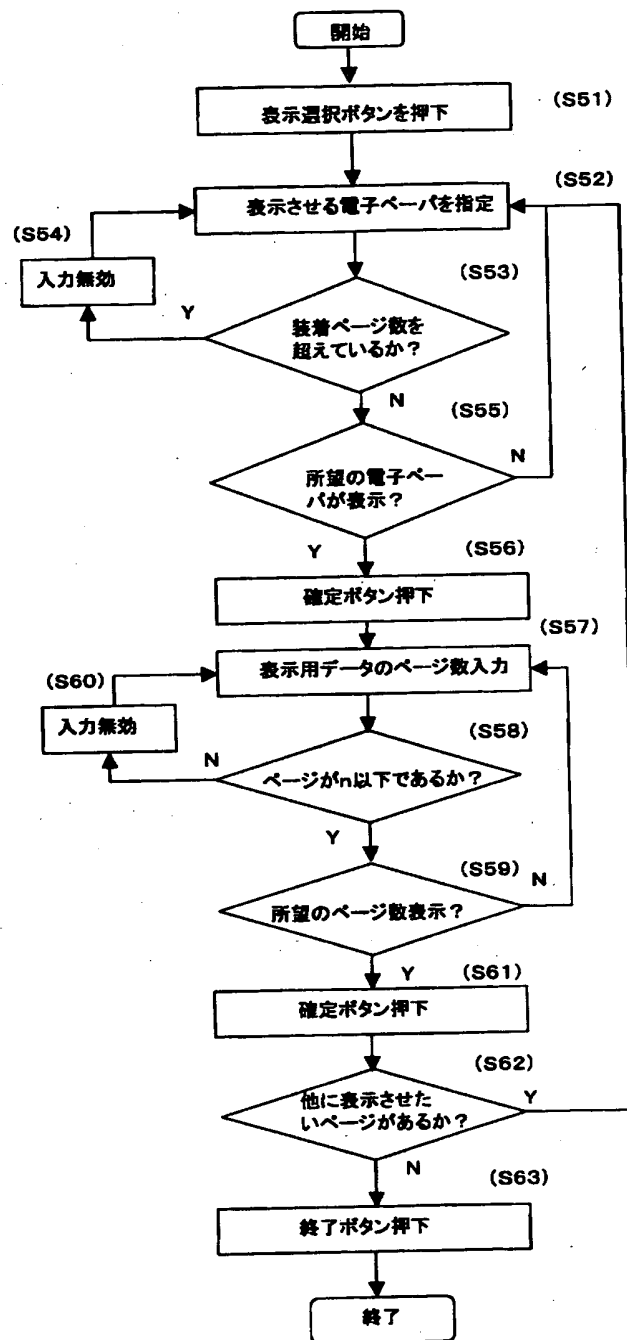 開始
(S51)
表示選択ボタンを押下
(S52)
表示させる電子ペーパを指定
(S54)
入力無効
(S53)
Y
装着ページ数を
超えているか？
N
(S55)
N
所望の電子ペー
パが表示？
Y
(S56)
確定ボタン押下
(S57)
表示用データのページ数入力
(S60)
入力無効
(S58)
N
ページがn以下であるか？
Y
(S59)
N
所望のページ数表示？
Y
(S61)
確定ボタン押下
(S62)
他に表示させた
いページがあるか？
Y
N
(S63)
終了ボタン押下
終了